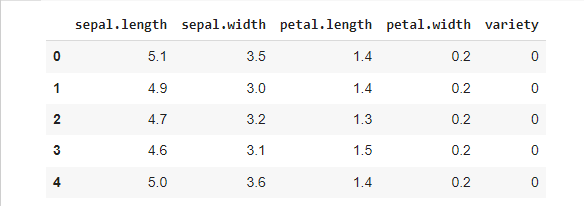 sepal.length sepal.width petal.length petal.width variety
0 5.1 3.5 1.4 0.2 0
1 4.9 3.0 1.4 0.2 0
2 4.7 3.2 1.3 0.2 0
3 4.6 3.1 1.5 0.2 0
4 5.0 3.6 1.4 0.2 0